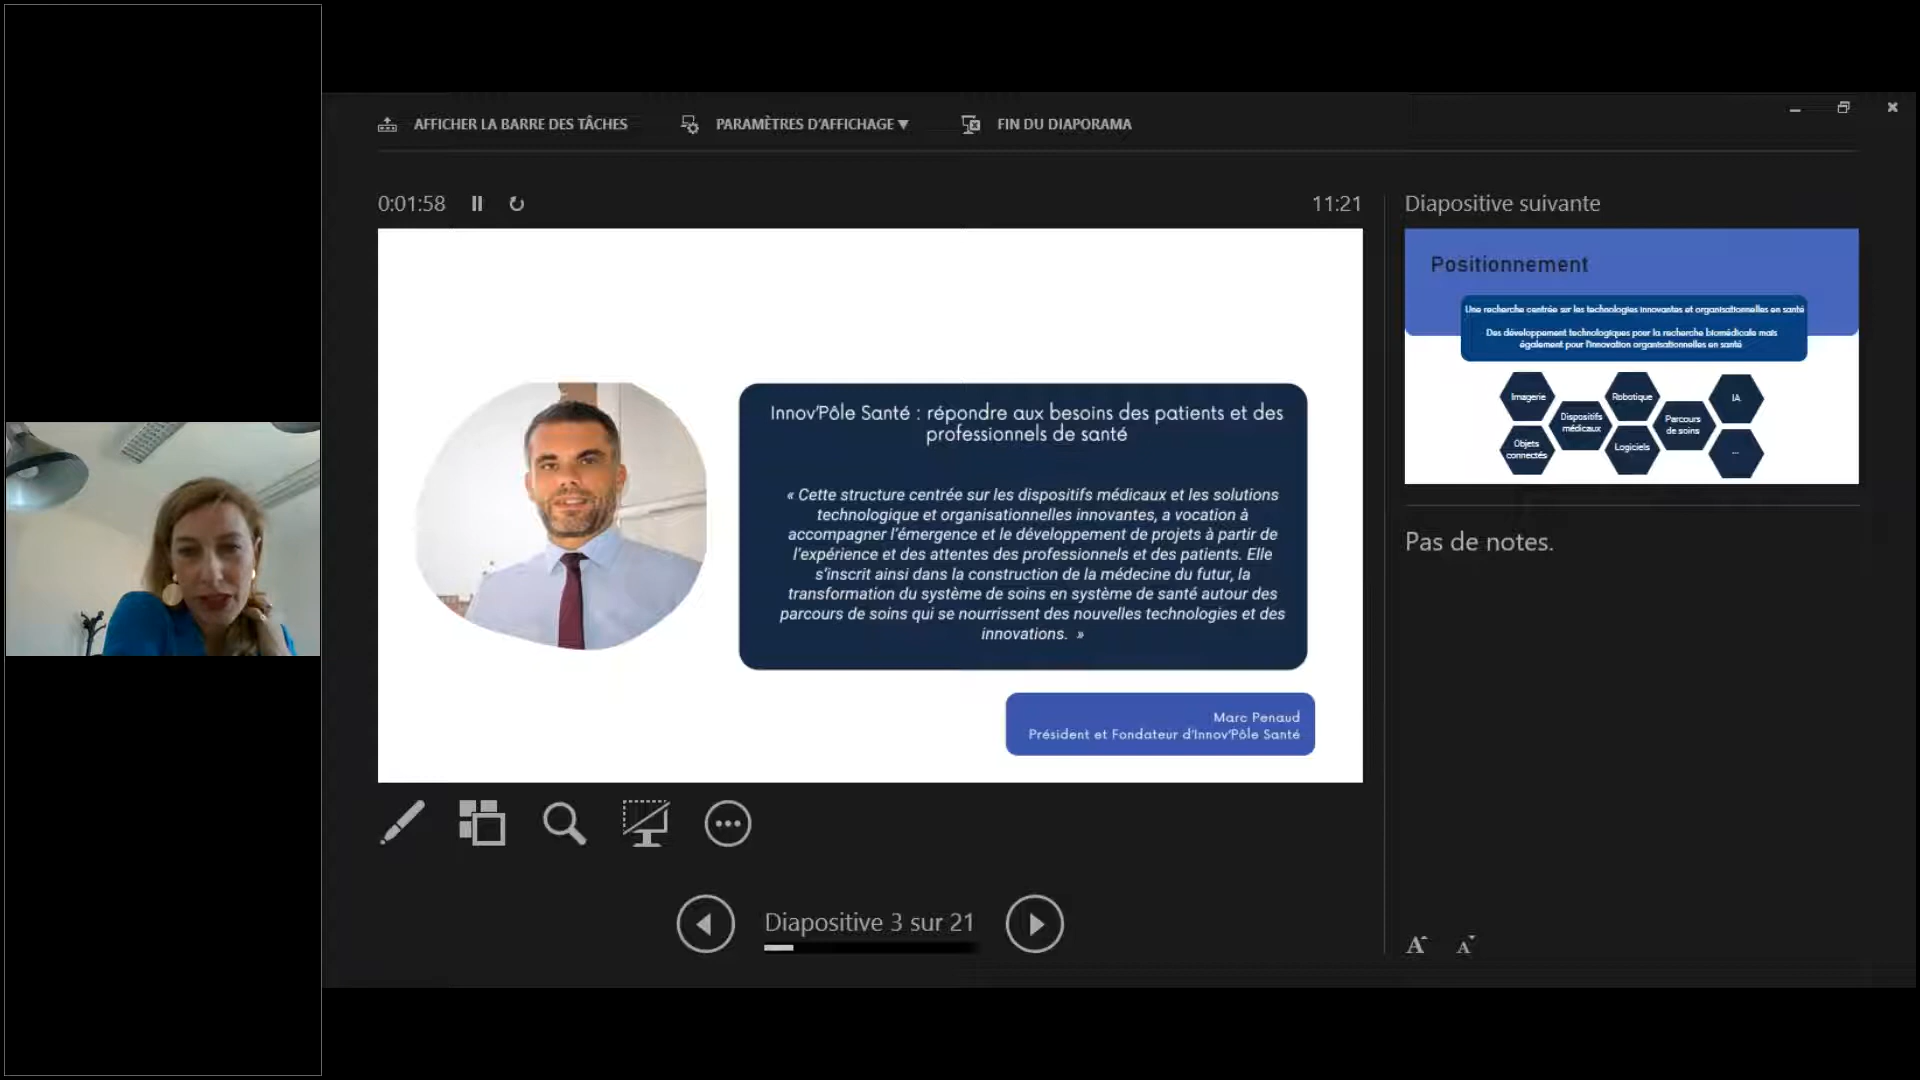 AFFICHER LA BARRE DES TÂCHES
PARAMÈTRES D'AFFICHAGE ▼
FIN DU DIAPORAMA
0:01:58
11:21
Innov'Pôle Santé : répondre aux besoins des patients et des
professionnels de santé
« Cette structure centrée sur les dispositifs médicaux et les solutions
technologique et organisationnelles innovantes, a vocation à
accompagner l'émergence et le développement de projets à partir de
l'expérience et des attentes des professionnels et des patients. Elle
s'inscrit ainsi dans la construction de la médecine du futur, la
transformation du système de soins en système de santé autour des
parcours de soins qui se nourrissent des nouvelles technologies et des
innovations. »
Marc Penaud
Président et Fondateur d'Innov'Pôle Santé
Diapositive 3 sur 21
Diapositive suivante
Positionnement
Une recherche centrée sur les technologies innovantes et organisationnelles en santé
Des développement technologiques pour la recherche biomédicale mais
également pour l'innovation organisationnelles en santé
Imagerie
Robotique
IA
Dispositifs
médicaux
Parcours
de soins
Objets
connectés
Logiciels
...
Pas de notes.
A A